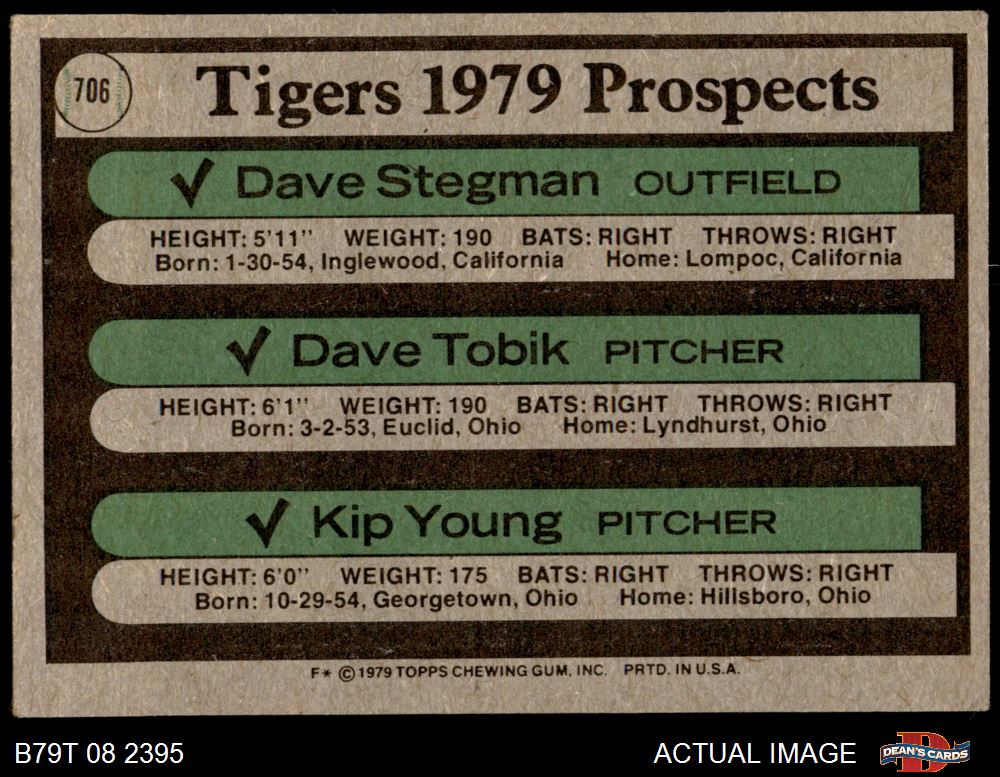 706
Tigers 1979 Prospects
✓ Dave Stegman OUTFIELD
HEIGHT: 5'11" WEIGHT: 190 BATS: RIGHT THROWS: RIGHT
Born: 1-30-54, Inglewood, California Home: Lompoc, California
✓ Dave Tobik PITCHER
HEIGHT: 6'1" WEIGHT: 190 BATS: RIGHT THROWS: RIGHT
Born: 3-2-53, Euclid, Ohio Home: Lyndhurst, Ohio
✓ Kip Young PITCHER
HEIGHT: 6'0" WEIGHT: 175 BATS: RIGHT THROWS: RIGHT
Born: 10-29-54, Georgetown, Ohio Home: Hillsboro, Ohio
F* ©1979 TOPPS CHEWING GUM, INC. PRTD. IN U.S.A.
B79T 08 2395 ACTUAL IMAGE DEAN'S CARDS